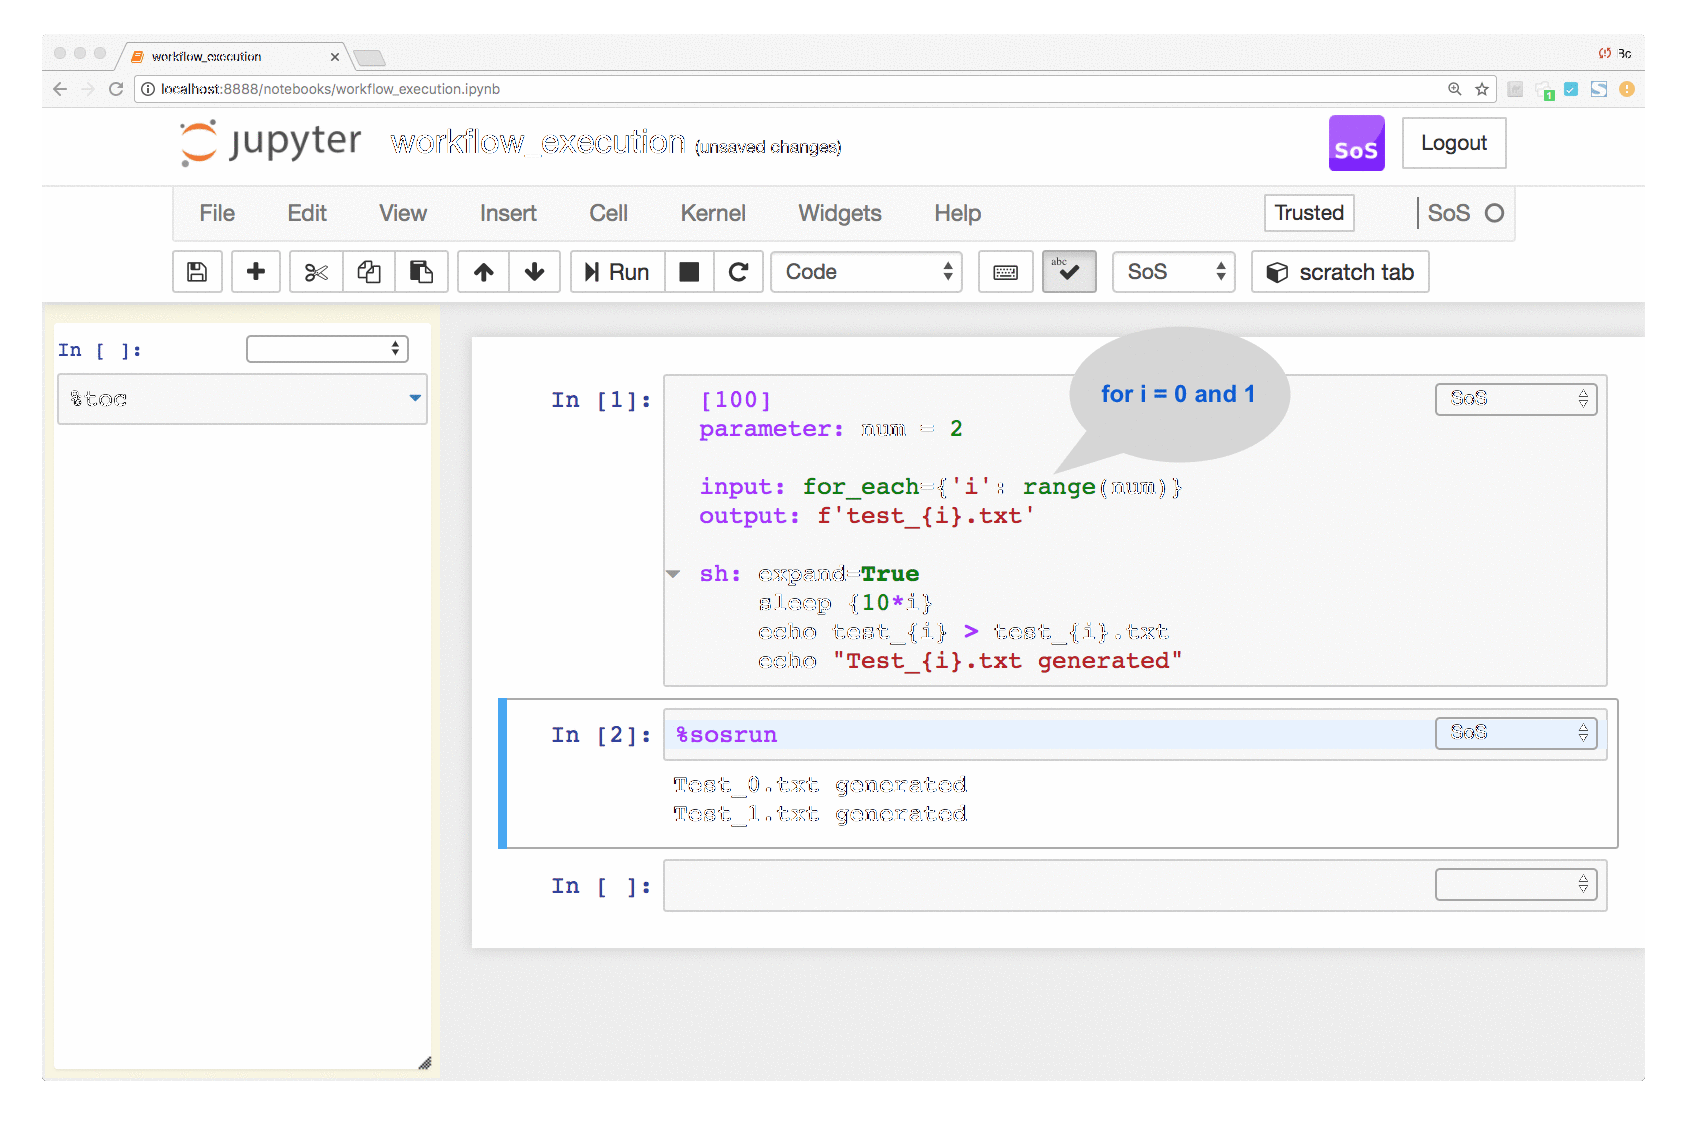 workflow_execution
Bc
localhost:8888/notebooks/workflow_execution.ipynb
1
jupyter workflow_execution (unsaved changes)
SoS
Logout
File Edit View Insert Cell Kernel Widgets Help
Trusted
SoS
Run
Code
abc
SoS
scratch tab
In [ ]:
%toc
for i = 0 and 1
In [1]:
SoS
[100]
parameter: num = 2
input: for_each={'i': range(num)}
output: f'test_{i}.txt'
sh: expand=True
sleep {10*i}
echo test_{i} > test_{i}.txt
echo "Test_{i}.txt generated"
In [2]:
%sosrun
SoS
Test_0.txt generated
Test_1.txt generated
In [ ]: